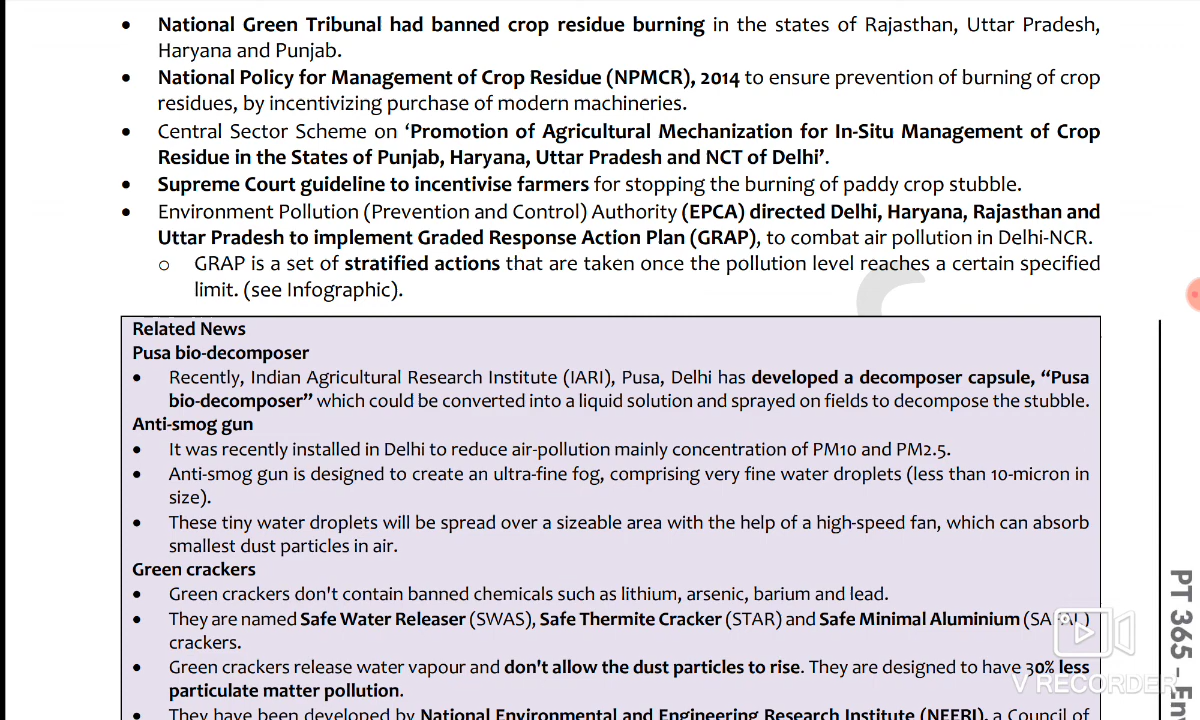 • National Green Tribunal had banned crop residue burning in the states of Rajasthan, Uttar Pradesh,
Haryana and Punjab.
• National Policy for Management of Crop Residue (NPMCR), 2014 to ensure prevention of burning of crop
residues, by incentivizing purchase of modern machineries.
• Central Sector Scheme on ‘Promotion of Agricultural Mechanization for In-Situ Management of Crop
Residue in the States of Punjab, Haryana, Uttar Pradesh and NCT of Delhi’.
• Supreme Court guideline to incentivise farmers for stopping the burning of paddy crop stubble.
• Environment Pollution (Prevention and Control) Authority (EPCA) directed Delhi, Haryana, Rajasthan and
Uttar Pradesh to implement Graded Response Action Plan (GRAP), to combat air pollution in Delhi-NCR.
o GRAP is a set of stratified actions that are taken once the pollution level reaches a certain specified
limit. (see Infographic).
Related News
Pusa bio-decomposer
• Recently, Indian Agricultural Research Institute (IARI), Pusa, Delhi has developed a decomposer capsule, “Pusa
bio-decomposer” which could be converted into a liquid solution and sprayed on fields to decompose the stubble.
Anti-smog gun
• It was recently installed in Delhi to reduce air-pollution mainly concentration of PM10 and PM2.5.
• Anti-smog gun is designed to create an ultra-fine fog, comprising very fine water droplets (less than 10-micron in
size).
• These tiny water droplets will be spread over a sizeable area with the help of a high-speed fan, which can absorb
smallest dust particles in air.
Green crackers
• Green crackers don't contain banned chemicals such as lithium, arsenic, barium and lead.
• They are named Safe Water Releaser (SWAS), Safe Thermite Cracker (STAR) and Safe Minimal Aluminium
crackers.
• Green crackers release water vapour and don't allow the dust particles to rise. They are designed to have 30% less
particulate matter pollution.
• They have been developed by National Environmental and Engineering Research Institute (NEERI), a Council of
PT 365 - En
V RECORDER